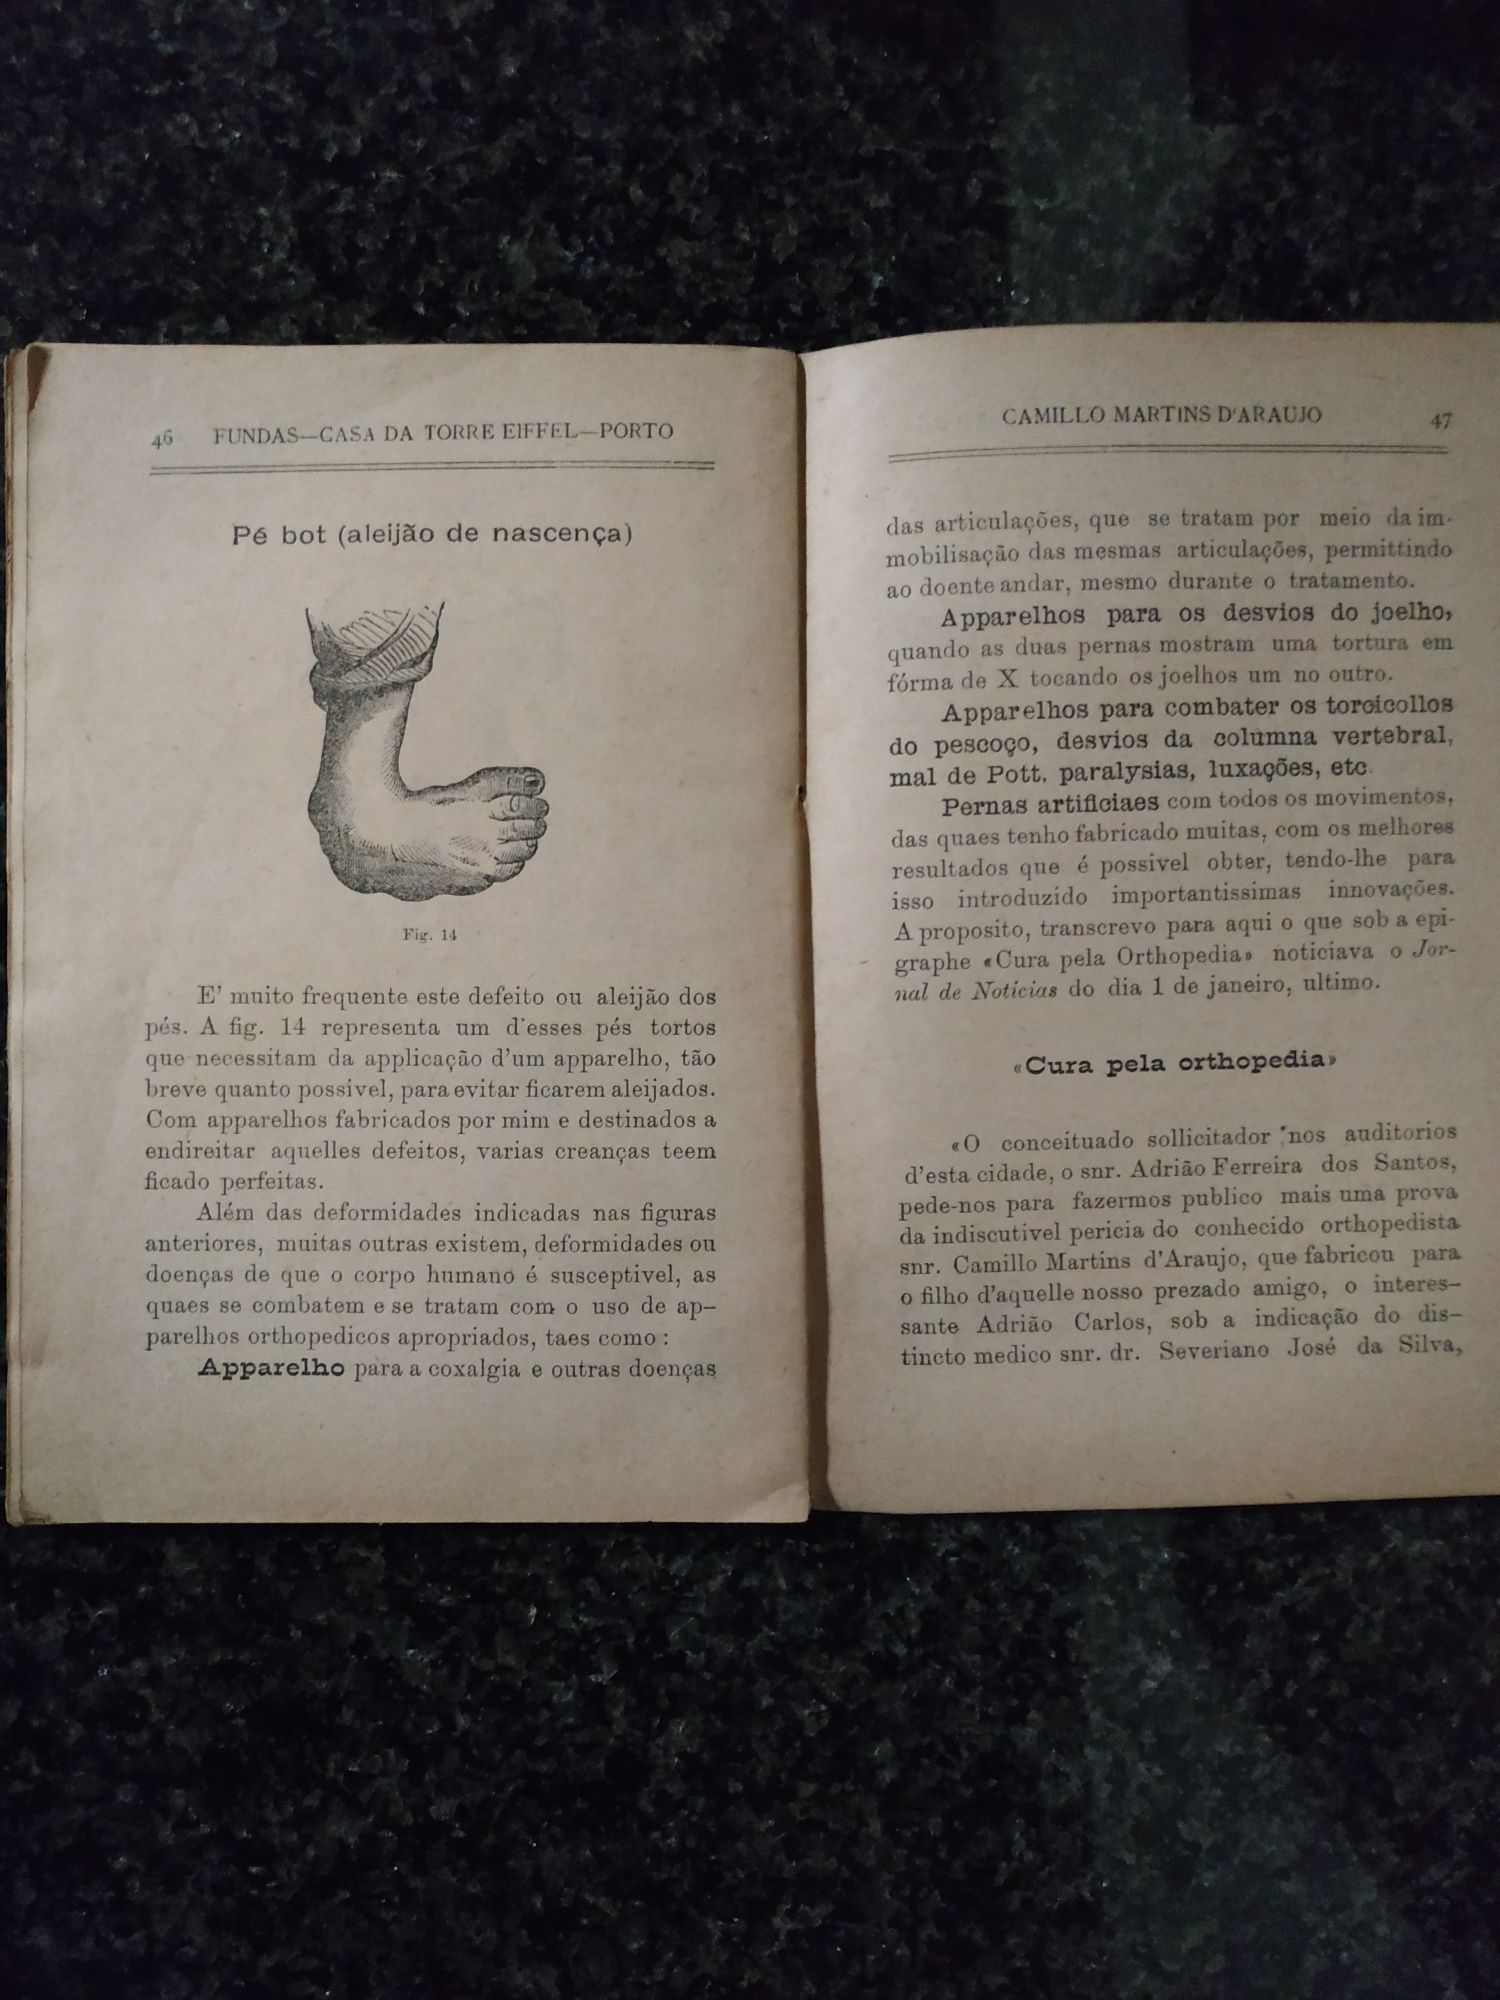 46 FUNDAS—CASA DA TORRE EIFFEL—PORTO
Pé bot (aleijão de nascença)
Fig. 14
E' muito frequente este defeito ou aleijão dos
pés. A fig. 14 representa um d'esses pés tortos
que necessitam da applicação d'um apparelho, tão
breve quanto possivel, para evitar ficarem aleijados.
Com apparelhos fabricados por mim e destinados a
endireitar aquelles defeitos, varias creanças teem
ficado perfeitas.
Além das deformidades indicadas nas figuras
anteriores, muitas outras existem, deformidades ou
doenças de que o corpo humano é susceptivel, as
quaes se combatem e se tratam com o uso de ap-
parelhos orthopedicos apropriados, taes como:
Apparelho para a coxalgia e outras doenças
CAMILLO MARTINS D'ARAUJO 47
das articulações, que se tratam por meio da im-
mobilisação das mesmas articulações, permittindo
ao doente andar, mesmo durante o tratamento.
Apparelhos para os desvios do joelho,
quando as duas pernas mostram uma tortura em
fórma de X tocando os joelhos um no outro.
Apparelhos para combater os torcicollos
do pescoço, desvios da columna vertebral,
mal de Pott, paralysias, luxações, etc.
Pernas artificiaes com todos os movimentos,
das quaes tenho fabricado muitas, com os melhores
resultados que é possivel obter, tendo-lhe para
isso introduzido importantissimas innovações.
A proposito, transcrevo para aqui o que sob a epi-
graphe «Cura pela Orthopedia» noticiava o Jor-
nal de Noticias do dia 1 de janeiro, ultimo.
«Cura pela orthopedia»
«O conceituado sollicitador nos auditorios
d'esta cidade, o snr. Adrião Ferreira dos Santos,
pede-nos para fazermos publico mais uma prova
da indiscutivel pericia do conhecido orthopedista
snr. Camillo Martins d'Araujo, que fabricou para
o filho d'aquelle nosso prezado amigo, o interes-
sante Adrião Carlos, sob a indicação do dis-
tincto medico snr. dr. Severiano José da Silva,